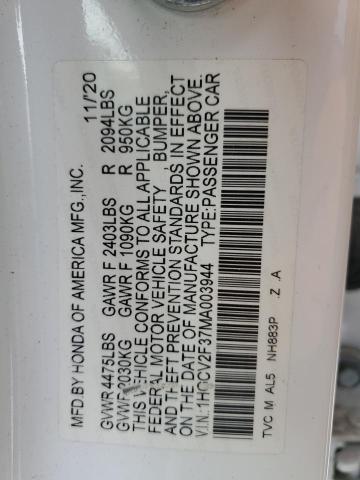 MFD BY HONDA OF AMERICA MFG.,INC. 11/20
GVWR 4475LBS GAWR F 2403LBS R 2094LBS
GVWR 2030KG GAWR F 1090KG R 950KG
THIS VEHICLE CONFORMS TO ALL APPLICABLE
FEDERAL MOTOR VEHICLE SAFETY BUMPER,
AND THEFT PREVENTION STANDARDS IN EFFECT
ON THE DATE OF MANUFACTURE SHOWN ABOVE.
V.I.N.:1HGCV2F37MA003944 TYPE:PASSENGER CAR
TVC M AL5 NH883P .Z .A